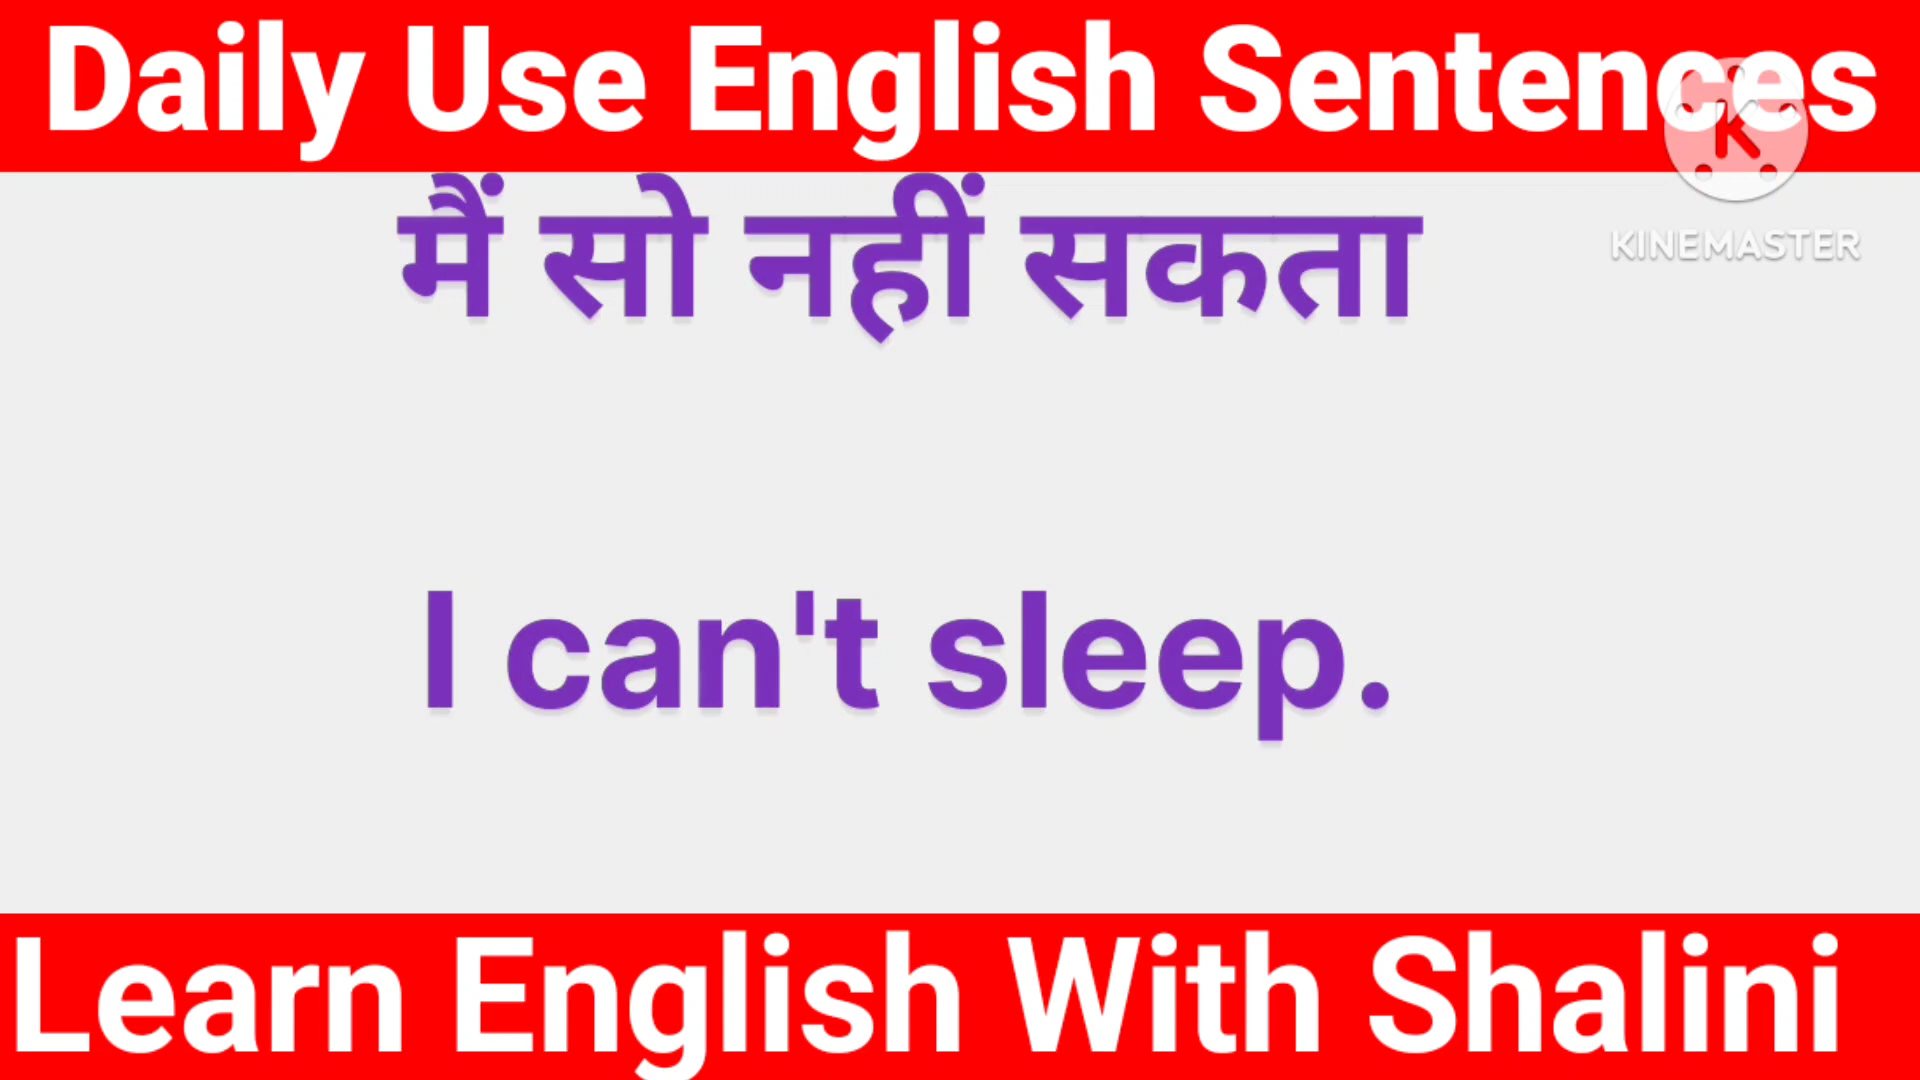 Daily Use English Sentences
K
KINEMASTER
मैं सो नहीं सकता
I can't sleep.
Learn English With Shalini